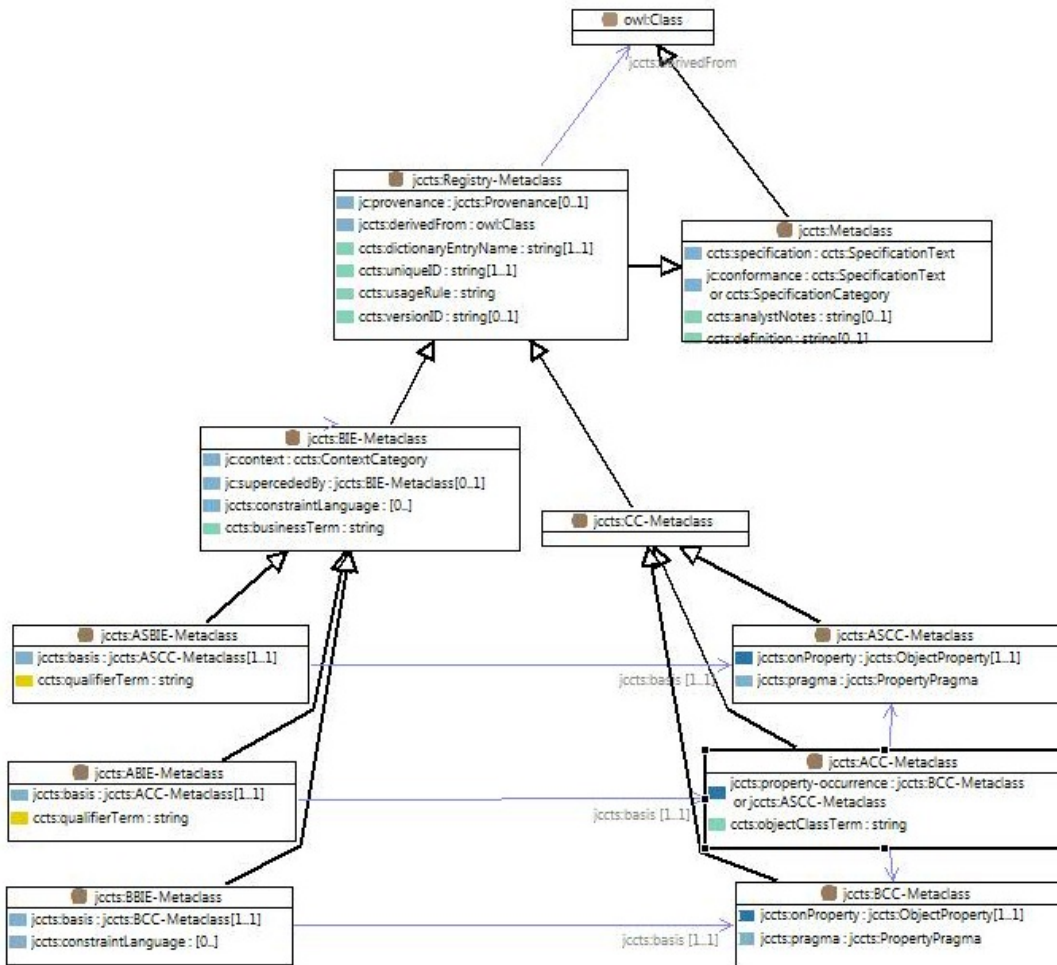 owl:Class
jccts:derivedFrom
jccts:Registry-Metaclass
jc:provenance : jccts:Provenance[0..1]
jccts:derivedFrom : owl:Class
ccts:dictionaryEntryName : string[1..1]
ccts:uniqueID : string[1..1]
ccts:usageRule : string
ccts:versionID : string[0..1]
jccts:Metaclass
ccts:specification : ccts:SpecificationText
jc:conformance : ccts:SpecificationText
or ccts:SpecificationCategory
ccts:analystNotes : string[0..1]
ccts:definition : string[0..1]
jccts:BIE-Metaclass
jc:context : ccts:ContextCategory
jc:supercededBy : jccts:BIE-Metaclass[0..1]
jccts:constraintLanguage : [0..]
ccts:businessTerm : string
jccts:CC-Metaclass
jccts:ASBIE-Metaclass
jccts:basis : jccts:ASCC-Metaclass[1..1]
ccts:qualifierTerm : string
jccts:basis [1..1]
jccts:ASCC-Metaclass
jccts:onProperty : jccts:ObjectProperty[1..1]
jccts:pragma : jccts:PropertyPragma
jccts:ABIE-Metaclass
jccts:basis : jccts:ACC-Metaclass[1..1]
ccts:qualifierTerm : string
jccts:basis [1..1]
jccts:ACC-Metaclass
jccts:property-occurrence : jccts:BCC-Metaclass
or jccts:ASCC-Metaclass
ccts:objectClassTerm : string
jccts:BBIE-Metaclass
jccts:basis : jccts:BCC-Metaclass[1..1]
jccts:constraintLanguage : [0..]
jccts:basis [1..1]
jccts:BCC-Metaclass
jccts:onProperty : jccts:ObjectProperty[1..1]
jccts:pragma : jccts:PropertyPragma